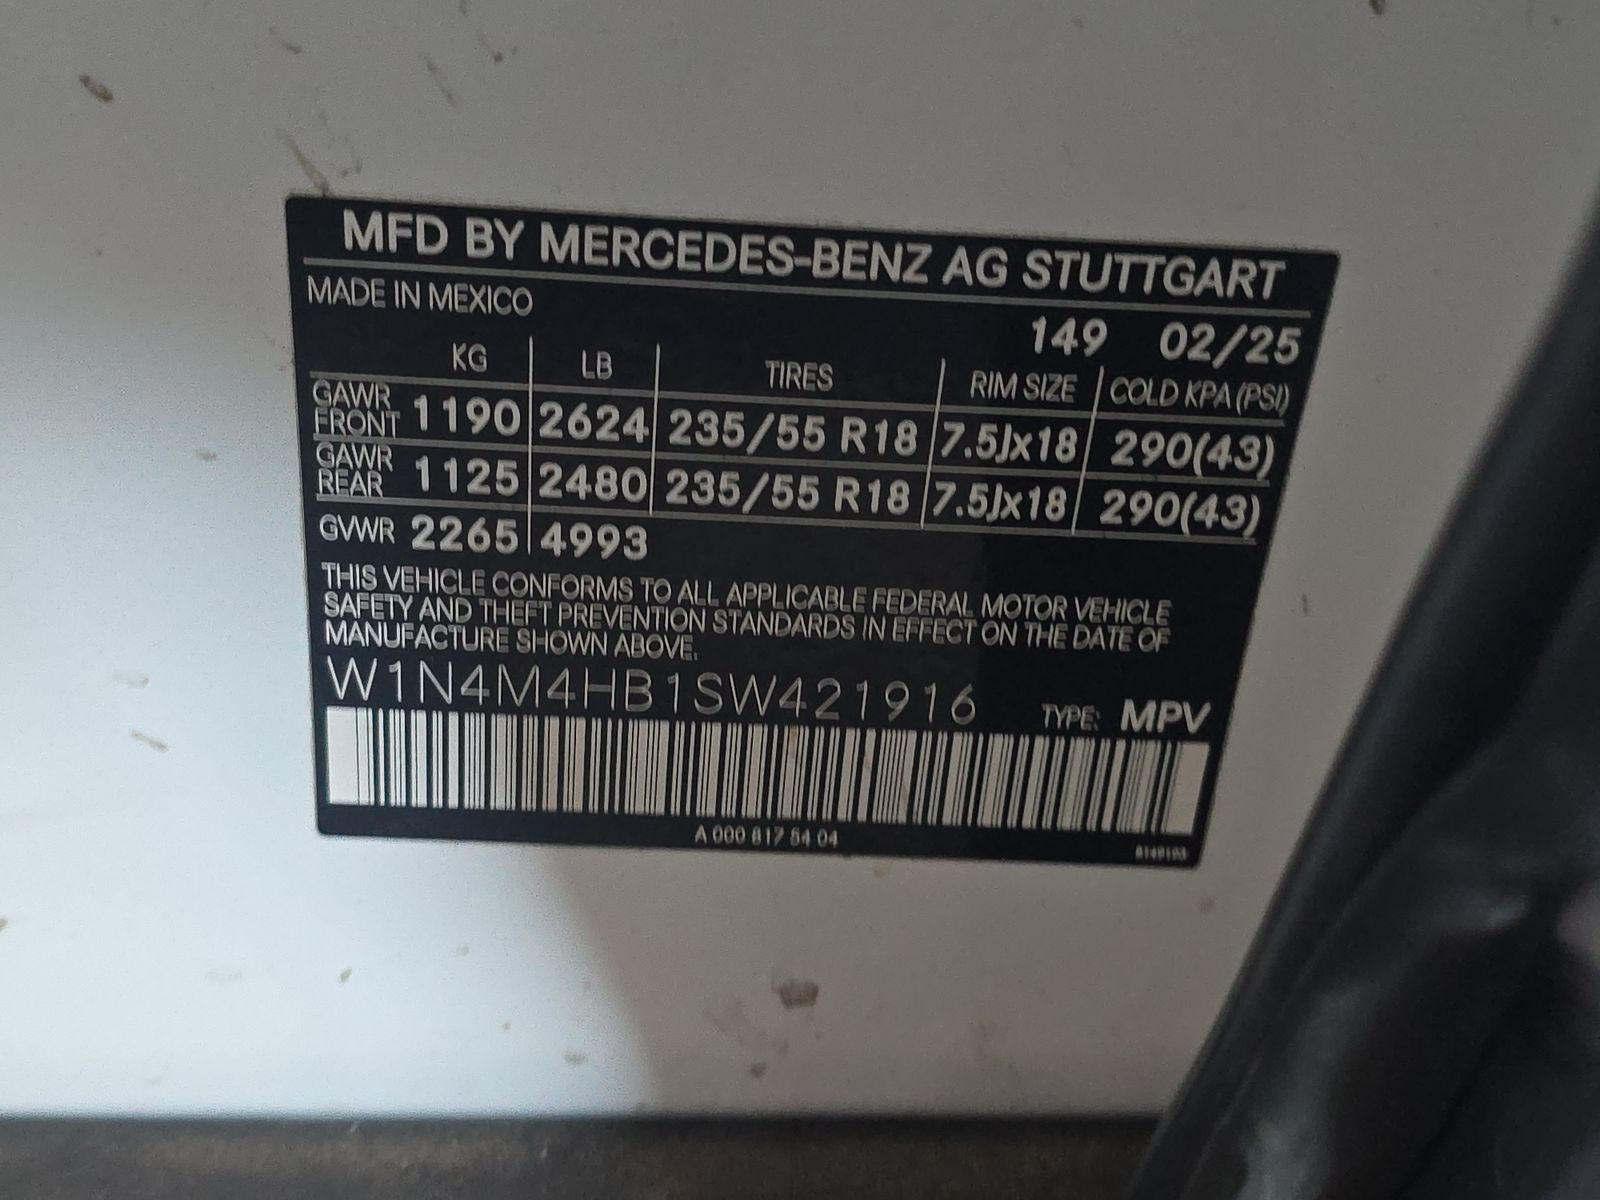 MFD BY MERCEDES-BENZ AG STUTTGART
MADE IN MEXICO
149 02/25
KG LB TIRES RIM SIZE COLD KPA (PSI)
GAWR FRONT 1190 2624 235/55 R18 7.5Jx18 290(43)
GAWR REAR 1125 2480 235/55 R18 7.5Jx18 290(43)
GVWR 2265 4993
THIS VEHICLE CONFORMS TO ALL APPLICABLE FEDERAL MOTOR VEHICLE
SAFETY AND THEFT PREVENTION STANDARDS IN EFFECT ON THE DATE OF
MANUFACTURE SHOWN ABOVE.
W1N4M4HB1SW421916 TYPE: MPV
A 000 817 54 04